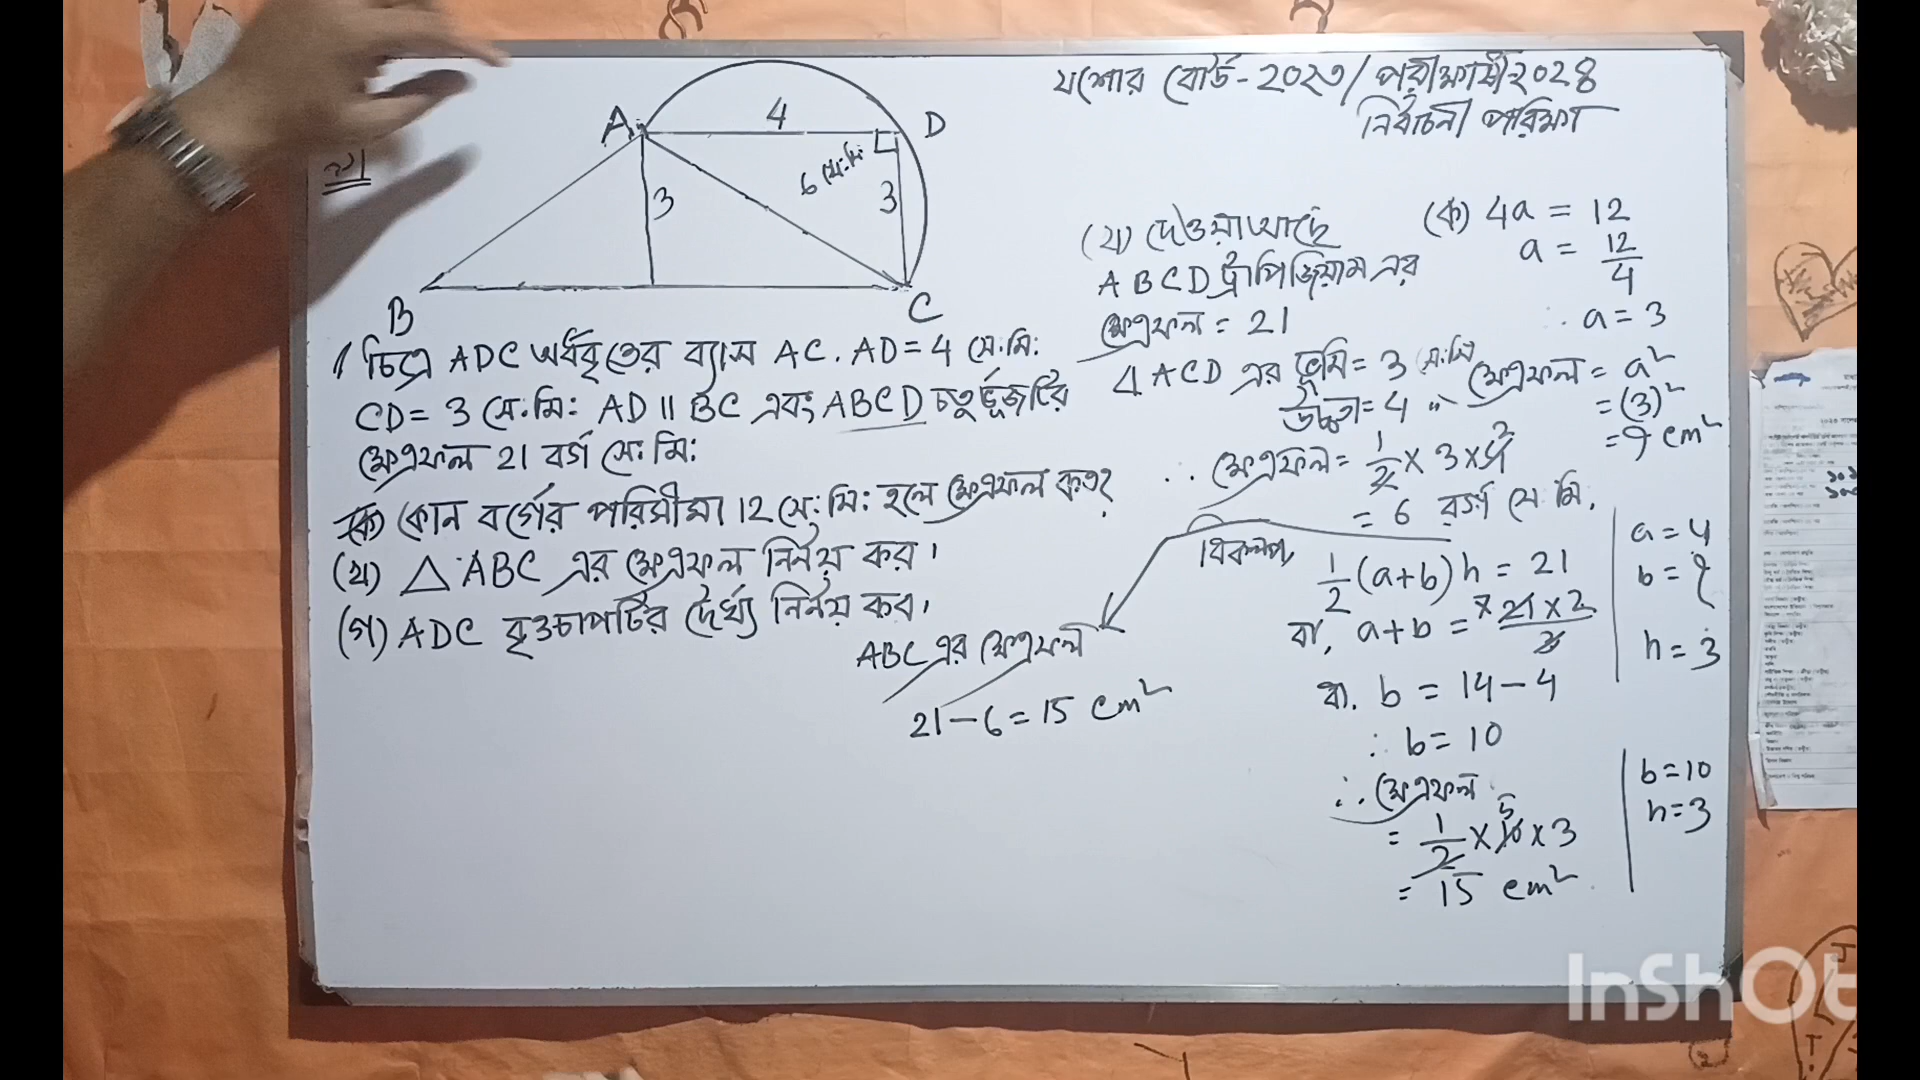 যশোর বোর্ড-২০২৩/পরীক্ষার্থী ২০২৪
নির্বাচনী পরিক্ষা
A
4
D
6 সে:মি:
3
3
B
C
চিত্রে ADC অর্ধবৃত্তের ব্যাস AC. AD = 4 সে:মি:
CD = 3 সে:মি: AD || BC এবং ABCD চতুর্ভুজটির
ক্ষেত্রফল 21 বর্গ সে: মি:
(ক) কোন বর্গের পরিসীমা 12 সে: মি: হলে ক্ষেত্রফল কত?
(খ) △ ABC এর ক্ষেত্রফল নির্নয় কর।
(গ) ADC বৃত্তচাপটির দৈর্ঘ্য নির্নয় কর।
(ক) 4a = 12
a = 12/4
∴ a = 3
ক্ষেত্রফল = a²
= (3)²
= 9 cm²
(খ) দেওয়া আছে
ABCD ট্রাপিজিয়াম এর
ক্ষেত্রফল = 21
△ ACD এর ভূমি = 3 সে:মি
উচ্চতা = 4 "
∴ ক্ষেত্রফল = 1/2 × 3 × 4 2
= 6 বর্গ সে: মি.
বিকল্প,
1/2 (a+b) h = 21
বা, a+b = 7 21×2/3
বা. b = 14 - 4
∴ b = 10
∴ ক্ষেত্রফল
= 1/2 × 10 5 × 3
= 15 cm²
a = 4
b = ?
h = 3
b = 10
h = 3
ABC এর ক্ষেত্রফল
21 - 6 = 15 cm²
InShOt